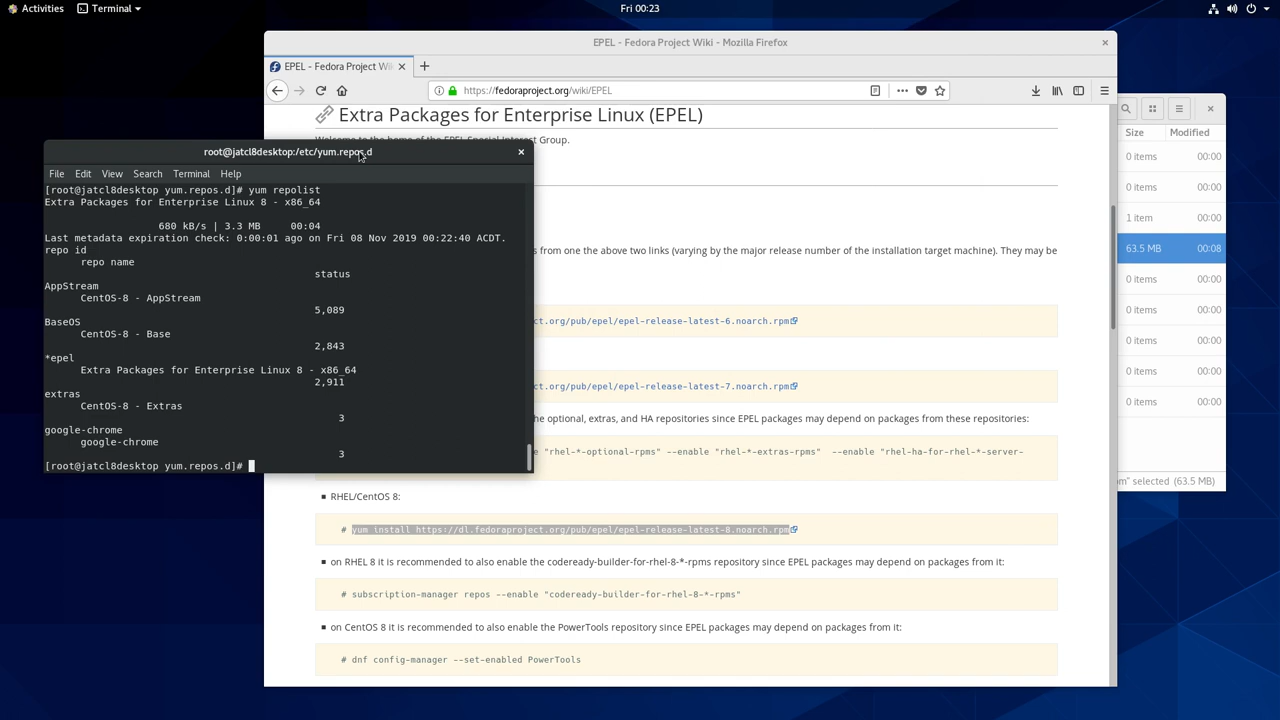 Activities
Terminal
Fri 00:23
EPEL - Fedora Project Wiki - Mozilla Firefox
EPEL - Fedora Project Wi
https://fedoraproject.org/wiki/EPEL
Extra Packages for Enterprise Linux (EPEL)
Welcome to the home of the EPEL Special Interest Group.
root@jatcl8desktop:/etc/yum.repos.d
File Edit View Search Terminal Help
[root@jatcl8desktop yum.repos.d]# yum repolist
Extra Packages for Enterprise Linux 8 - x86_64
680 kB/s | 3.3 MB 00:04
Last metadata expiration check: 0:00:01 ago on Fri 08 Nov 2019 00:22:40 ACDT.
repo id
repo name
status
AppStream
CentOS-8 - AppStream
5,089
BaseOS
CentOS-8 - Base
2,843
*epel
Extra Packages for Enterprise Linux 8 - x86_64
2,911
extras
CentOS-8 - Extras
3
google-chrome
google-chrome
3
[root@jatcl8desktop yum.repos.d]#
s from one the above two links (varying by the major release number of the installation target machine). They may be
ct.org/pub/epel/epel-release-latest-6.noarch.rpm
ct.org/pub/epel/epel-release-latest-7.noarch.rpm
he optional, extras, and HA repositories since EPEL packages may depend on packages from these repositories:
e "rhel-*-optional-rpms" --enable "rhel-*-extras-rpms" --enable "rhel-ha-for-rhel-*-server-
RHEL/CentOS 8:
# yum install https://dl.fedoraproject.org/pub/epel/epel-release-latest-8.noarch.rpm
on RHEL 8 it is recommended to also enable the codeready-builder-for-rhel-8-*-rpms repository since EPEL packages may depend on packages from it:
# subscription-manager repos --enable "codeready-builder-for-rhel-8-*-rpms"
on CentOS 8 it is recommended to also enable the PowerTools repository since EPEL packages may depend on packages from it:
# dnf config-manager --set-enabled PowerTools
Size Modified
0 items 00:00
0 items 00:00
1 item 00:00
63.5 MB 00:08
0 items 00:00
0 items 00:00
0 items 00:00
0 items 00:00
0 items 00:00
m" selected (63.5 MB)